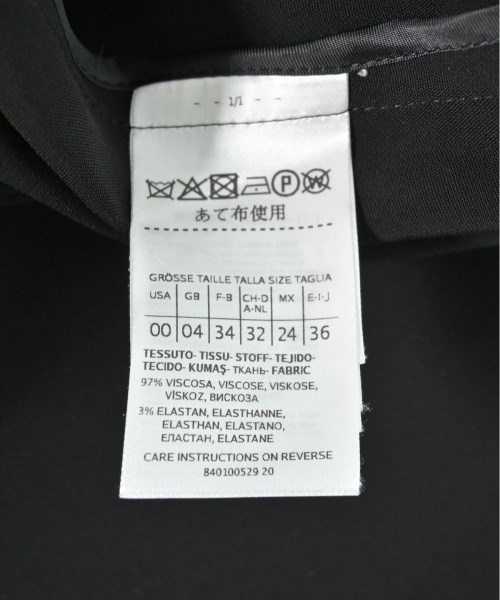 - - 1/1 - -
P W
あて布使用
GRÖSSE TAILLE TALLA SIZE TAGLIA
USA GB F-B CH-D A-NL MX E-I-J
00 04 34 32 24 36
TESSUTO- TISSU- STOFF- TEJIDO-
TECIDO- KUMAŞ- ТКАНЬ- FABRIC
97% VISCOSA, VISCOSE, VISKOSE,
VİSKOZ, ВИСКОЗА
3% ELASTAN, ELASTHANNE,
ELASTHAN, ELASTANO,
ЕЛАСТАН, ELASTANE
CARE INSTRUCTIONS ON REVERSE
840100529 20